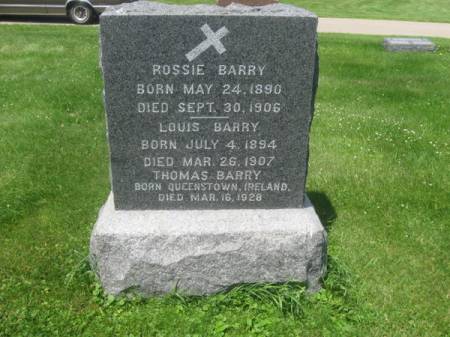 ROSSIE BARRY
BORN MAY 24, 1890
DIED SEPT. 30, 1906
LOUIS BARRY
BORN JULY 4, 1894
DIED MAR. 26, 1907
THOMAS BARRY
BORN QUEENSTOWN, IRELAND,
DIED MAR. 16, 1928